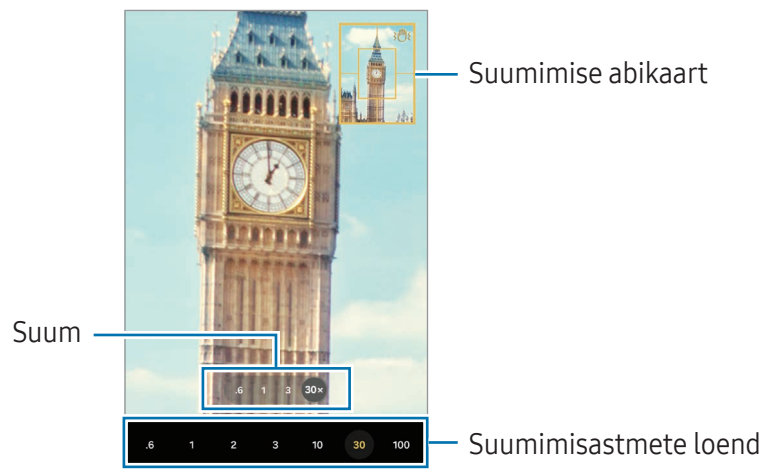 Suumimise abikaart
Suum
.6 1 3 30×
.6 1 2 3 10 30 100
Suumimisastmete loend